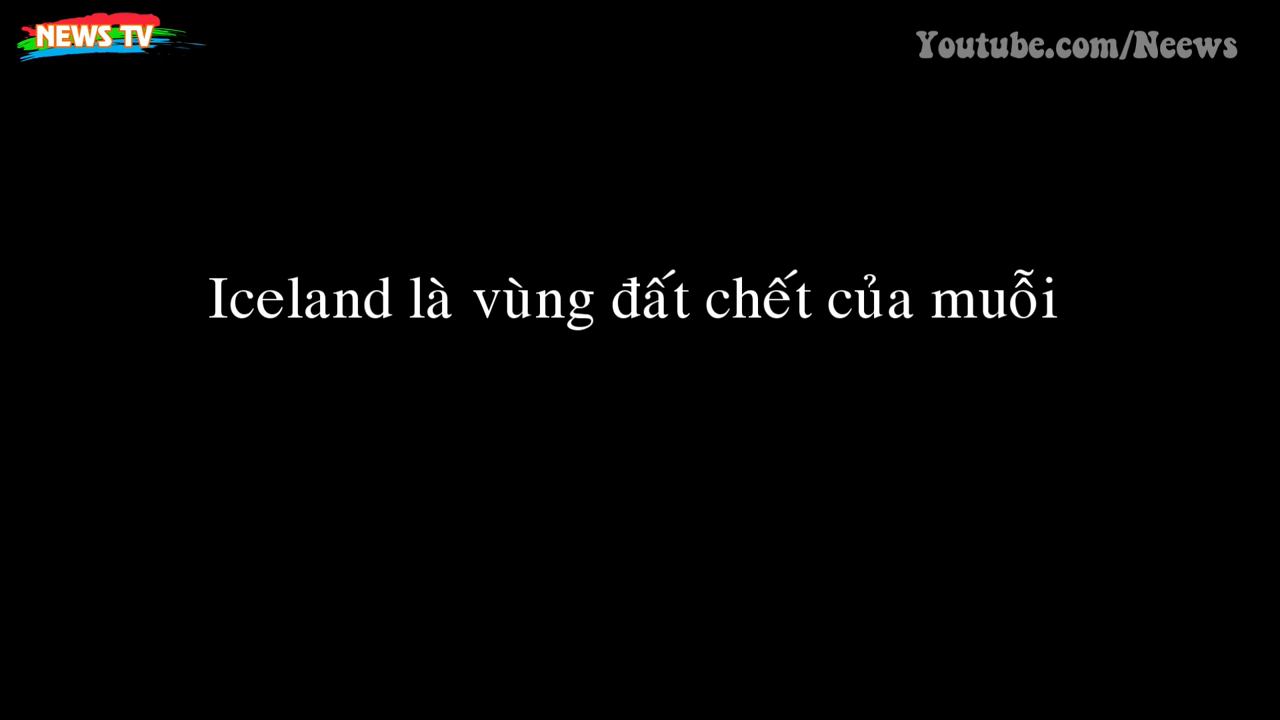 NEWS TV
Youtube.com/Neews
Iceland là vùng đất chết của muỗi